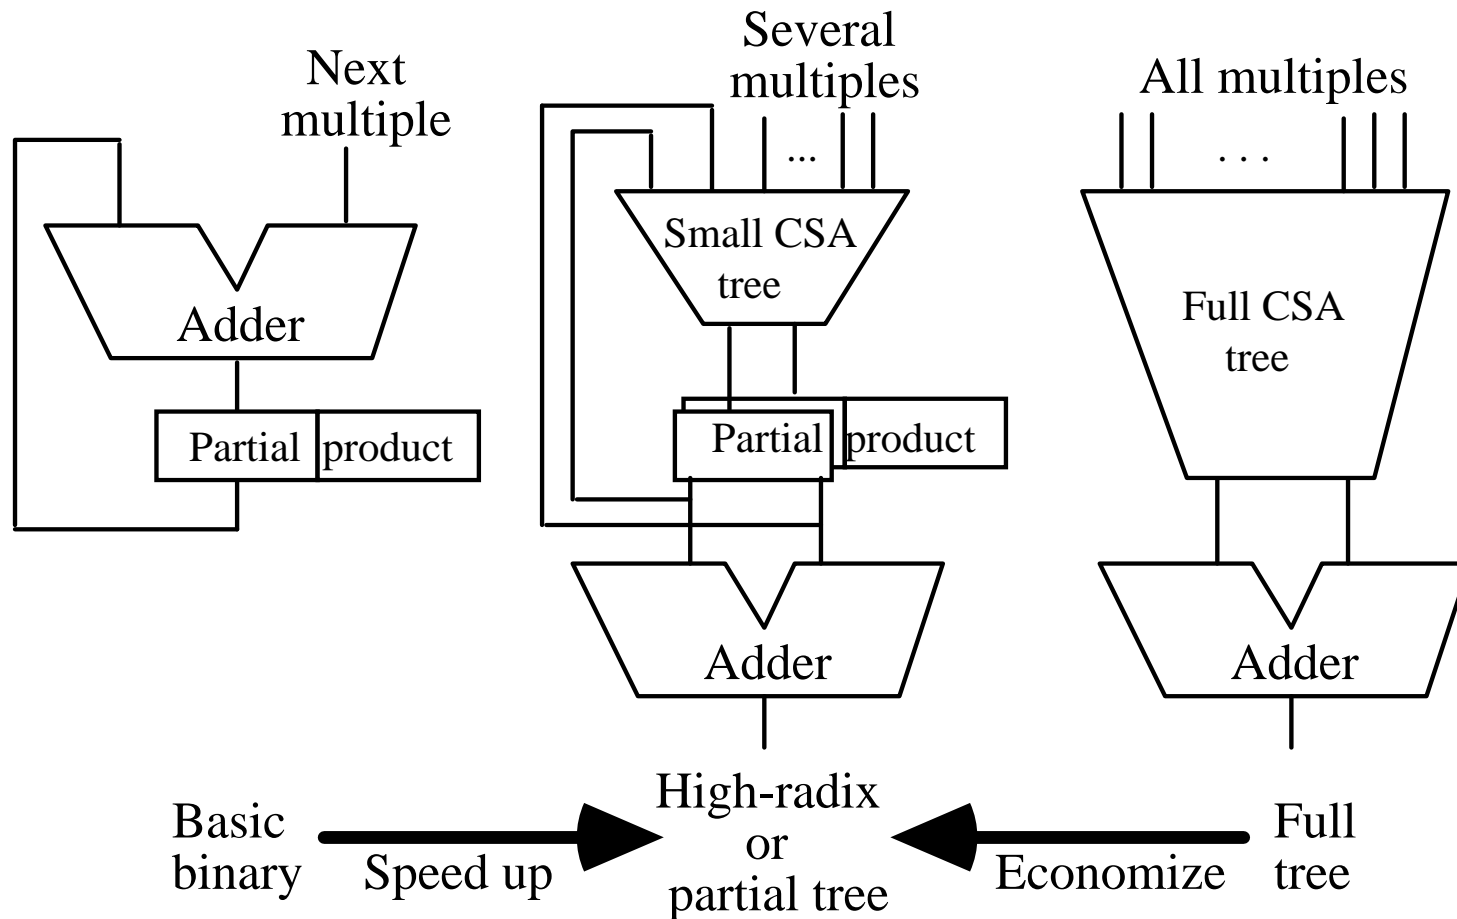 Next
multiple
Adder
Partial product
Several
multiples
...
Small CSA
tree
Partial product
Adder
All multiples
. . .
Full CSA
tree
Adder
Basic
binary
Speed up
High-radix
or
partial tree
Economize
Full
tree